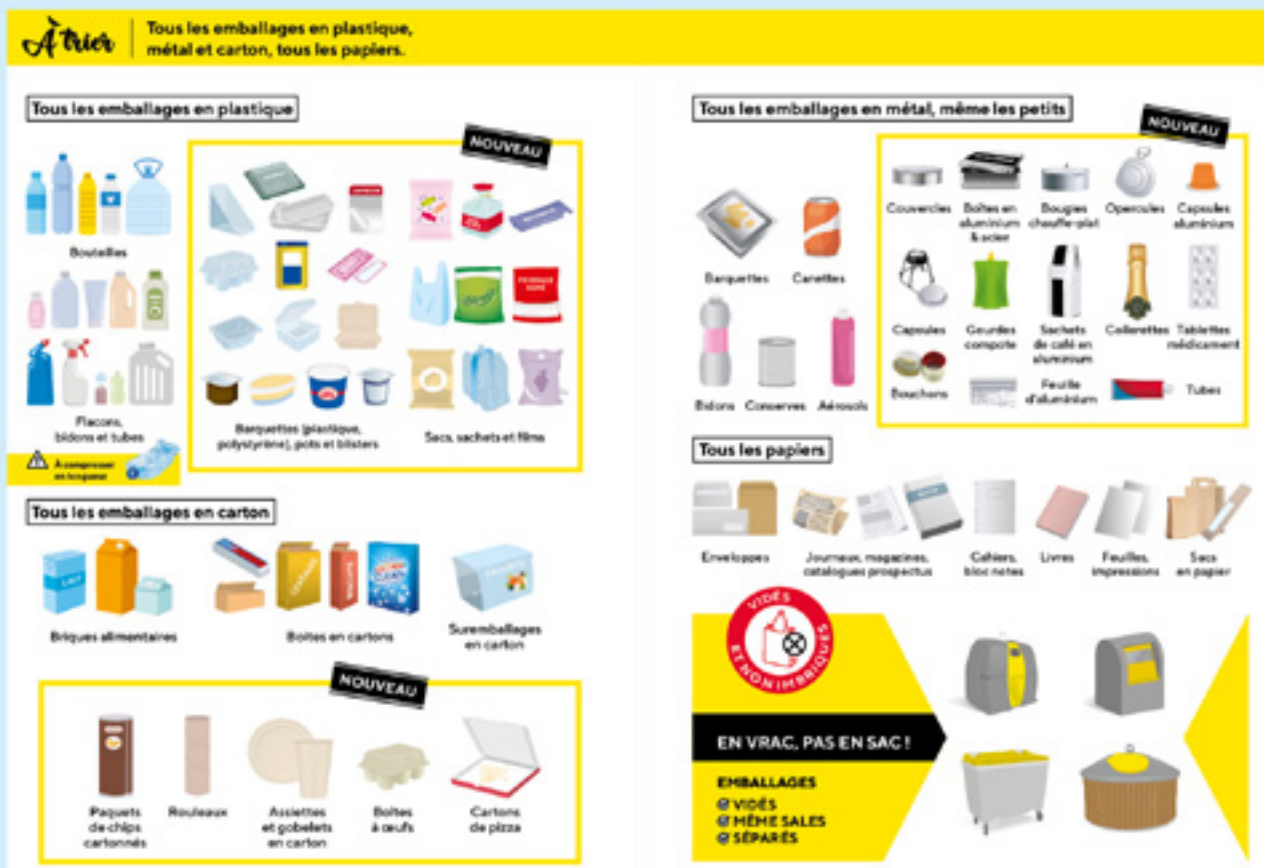 À trier
Tous les emballages en plastique,
métal et carton, tous les papiers.
Tous les emballages en plastique
NOUVEAU
Bouteilles
Flacons,
bidons et tubes
À compresser
en longueur
Barquettes (plastique,
polystyrène), pots et blisters
Sacs, sachets et films
Tous les emballages en carton
LAIT
Briques alimentaires
Boîtes en cartons
Suremballages
en carton
NOUVEAU
Paquets
de chips
cartonnés
Rouleaux
Assiettes
et gobelets
en carton
Boîtes
à œufs
Cartons
de pizza
Tous les emballages en métal, même les petits
Barquettes
Canettes
Bidons
Conserves
Aérosols
NOUVEAU
Couvercles
Boîtes en
aluminium
& acier
Bougies
chauffe-plat
Opercules
Capsules
aluminium
Capsules
Gourdes
compote
Sachets
de café en
aluminium
Collerettes
Tablettes
médicament
Bouchons
Feuille
d'aluminium
Tubes
Tous les papiers
Enveloppes
Journaux, magazines,
catalogues prospectus
Cahiers,
bloc notes
Livres
Feuilles,
impressions
Sacs
en papier
VIDÉS
ET NON IMBRIQUÉS
EN VRAC, PAS EN SAC !
EMBALLAGES
VIDÉS
MÊME SALES
SÉPARÉS